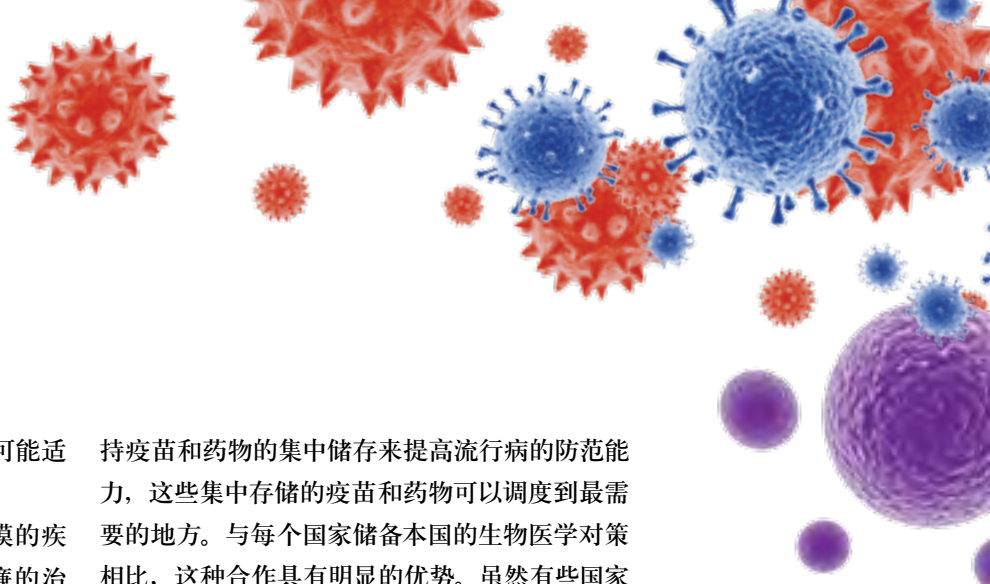 可能适
模的疾
廉的治
持疫苗和药物的集中储存来提高流行病的防范能
力，这些集中存储的疫苗和药物可以调度到最需
要的地方。与每个国家储备本国的生物医学对策
相比，这种合作具有明显的优势。虽然有些国家